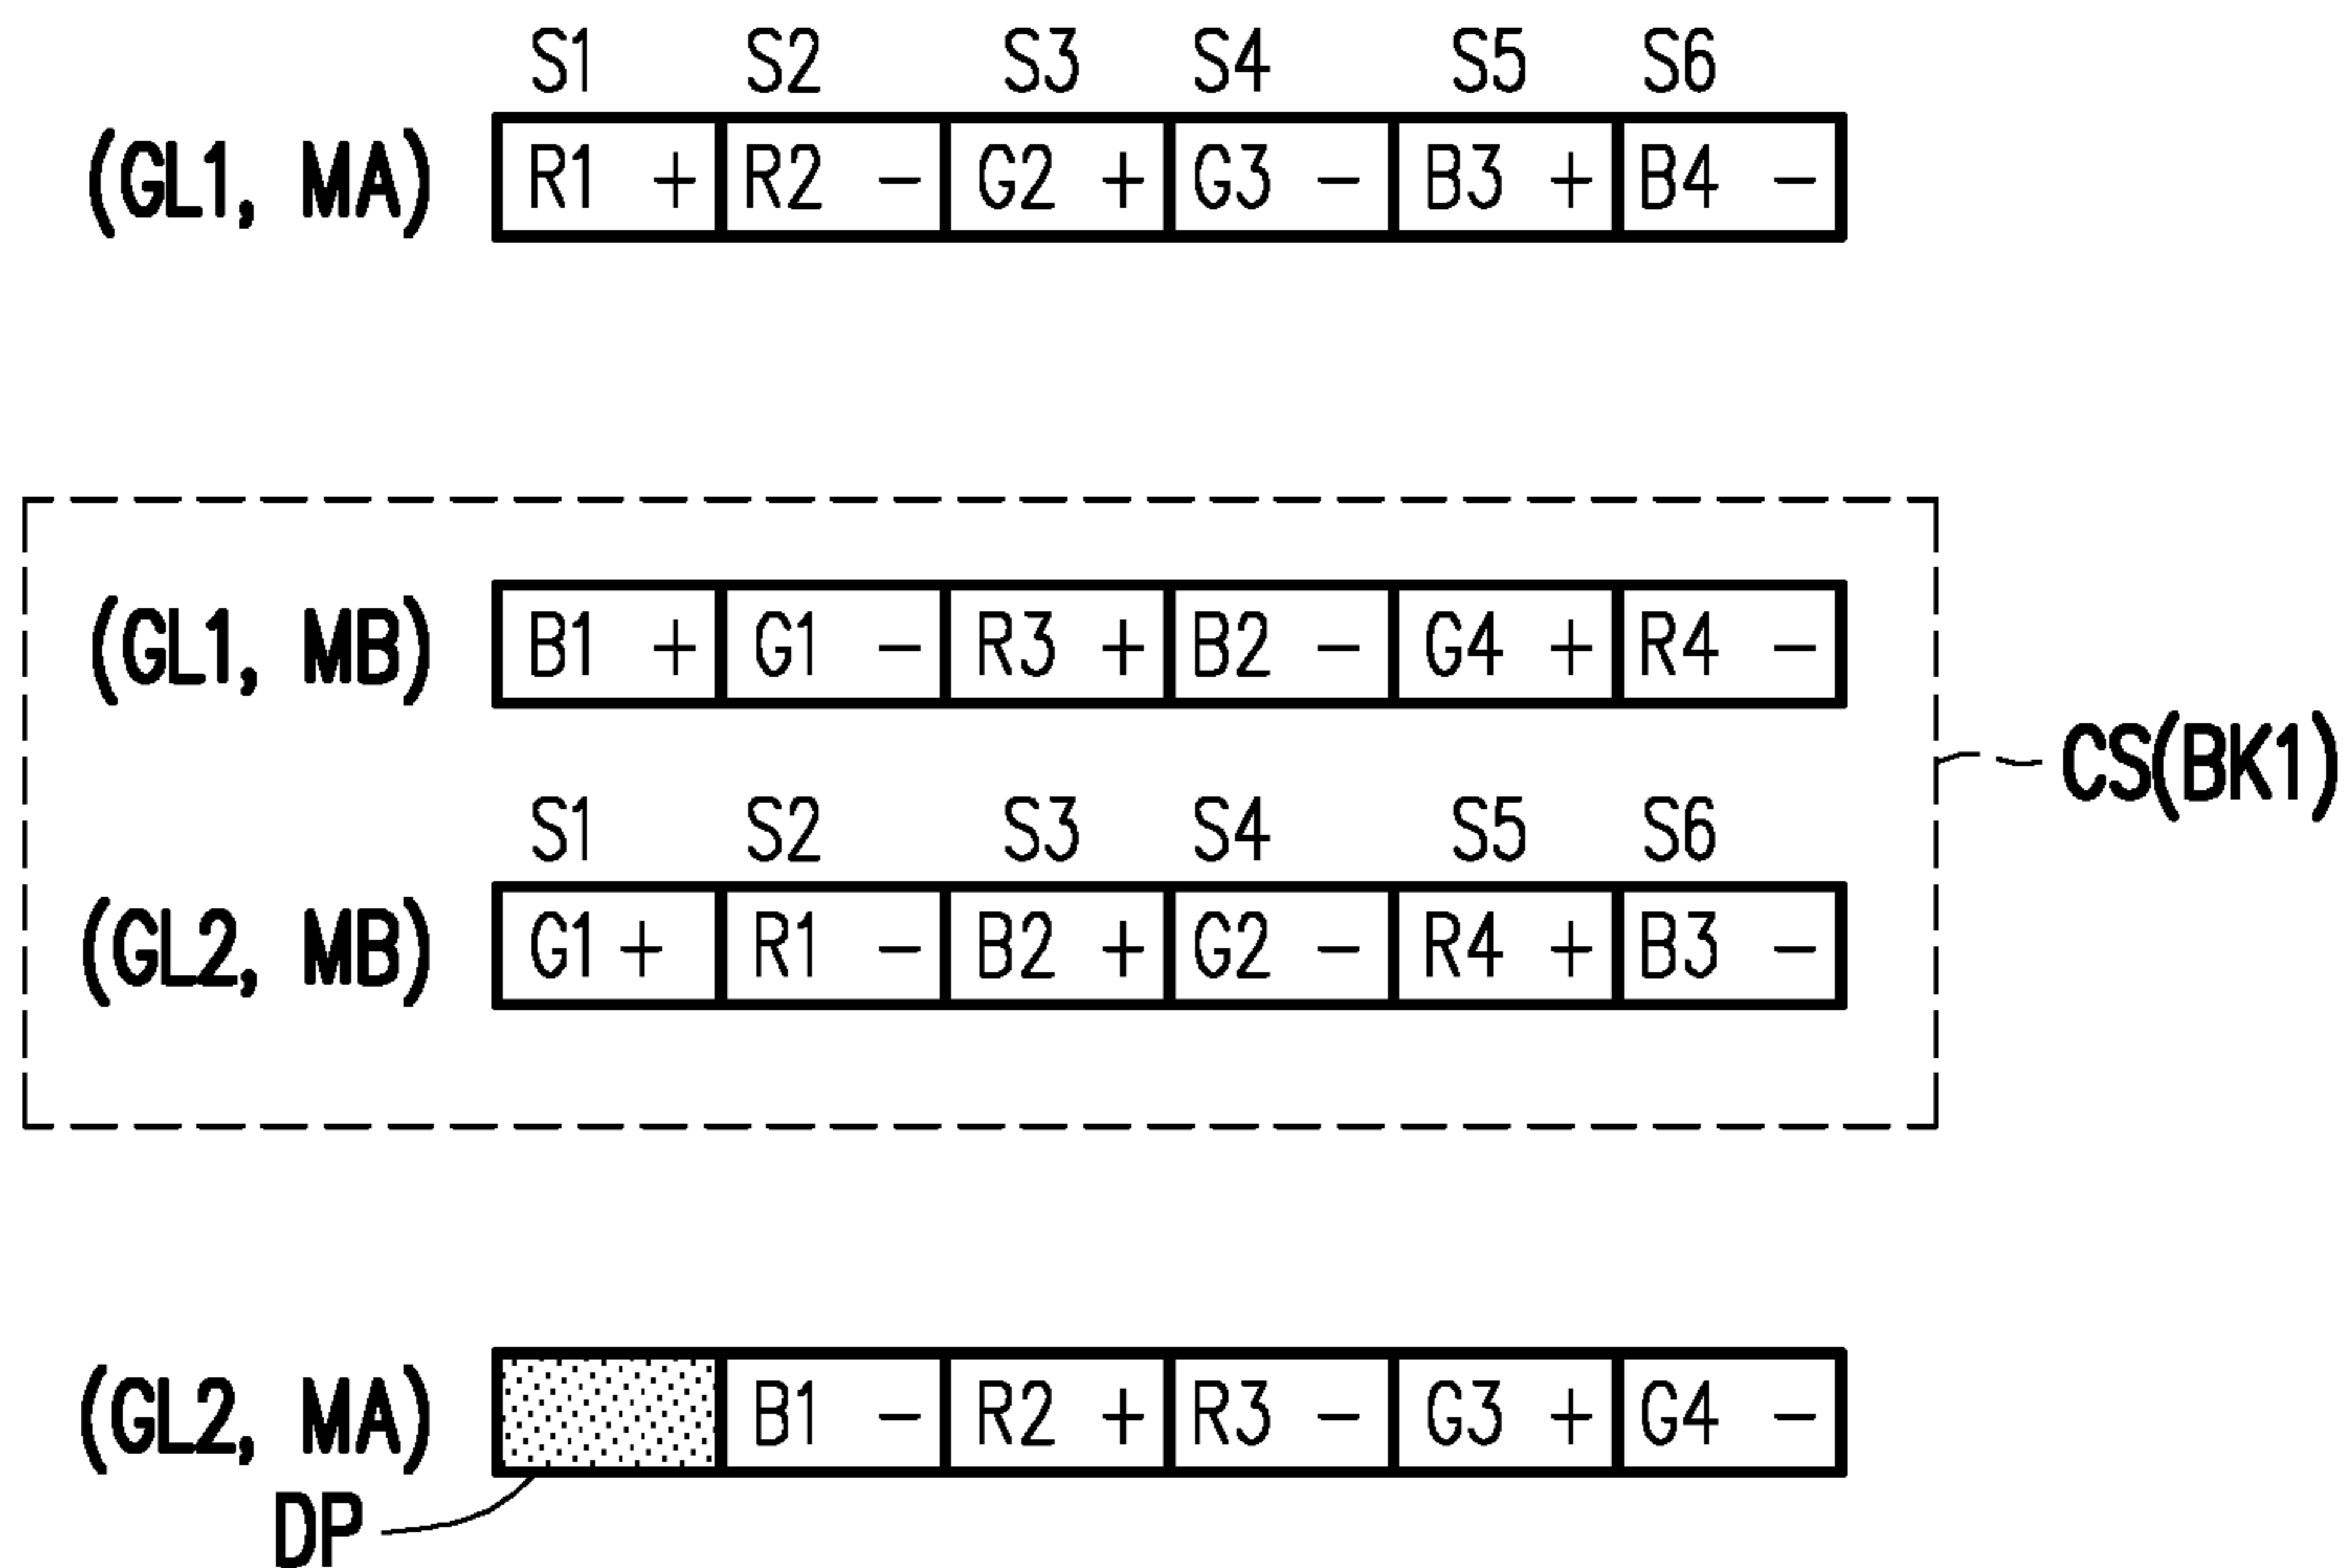 S1 S2 S3 S4 S5 S6
(GL1, MA) R1 + R2 - G2 + G3 - B3 + B4 -
(GL1, MB) B1 + G1 - R3 + B2 - G4 + R4 -
CS(BK1)
S1 S2 S3 S4 S5 S6
(GL2, MB) G1 + R1 - B2 + G2 - R4 + B3 -
(GL2, MA) B1 - R2 + R3 - G3 + G4 -
DP